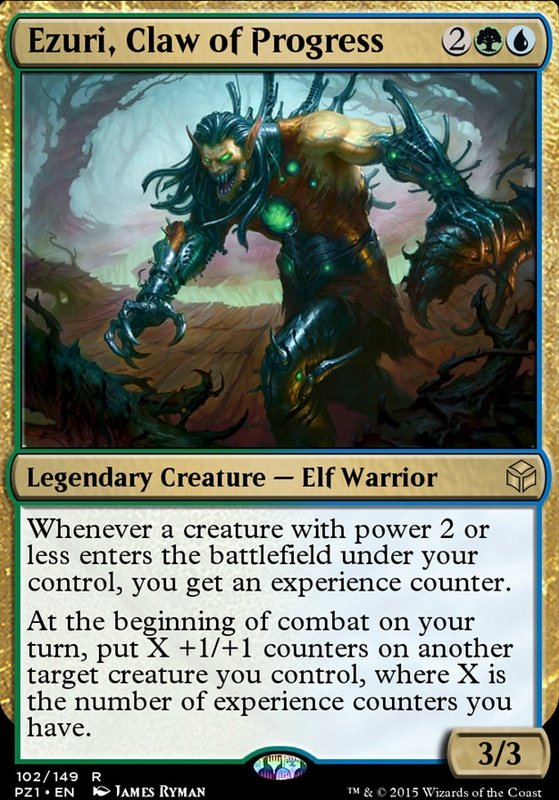 Ezuri, Claw of Progress 2
Legendary Creature — Elf Warrior
Whenever a creature with power 2 or
less enters the battlefield under your
control, you get an experience counter.
At the beginning of combat on your
turn, put X +1/+1 counters on another
target creature you control, where X is
the number of experience counters you
have.
3/3
102/149 R
PZ1 • EN James Ryman
™ & © 2015 Wizards of the Coast